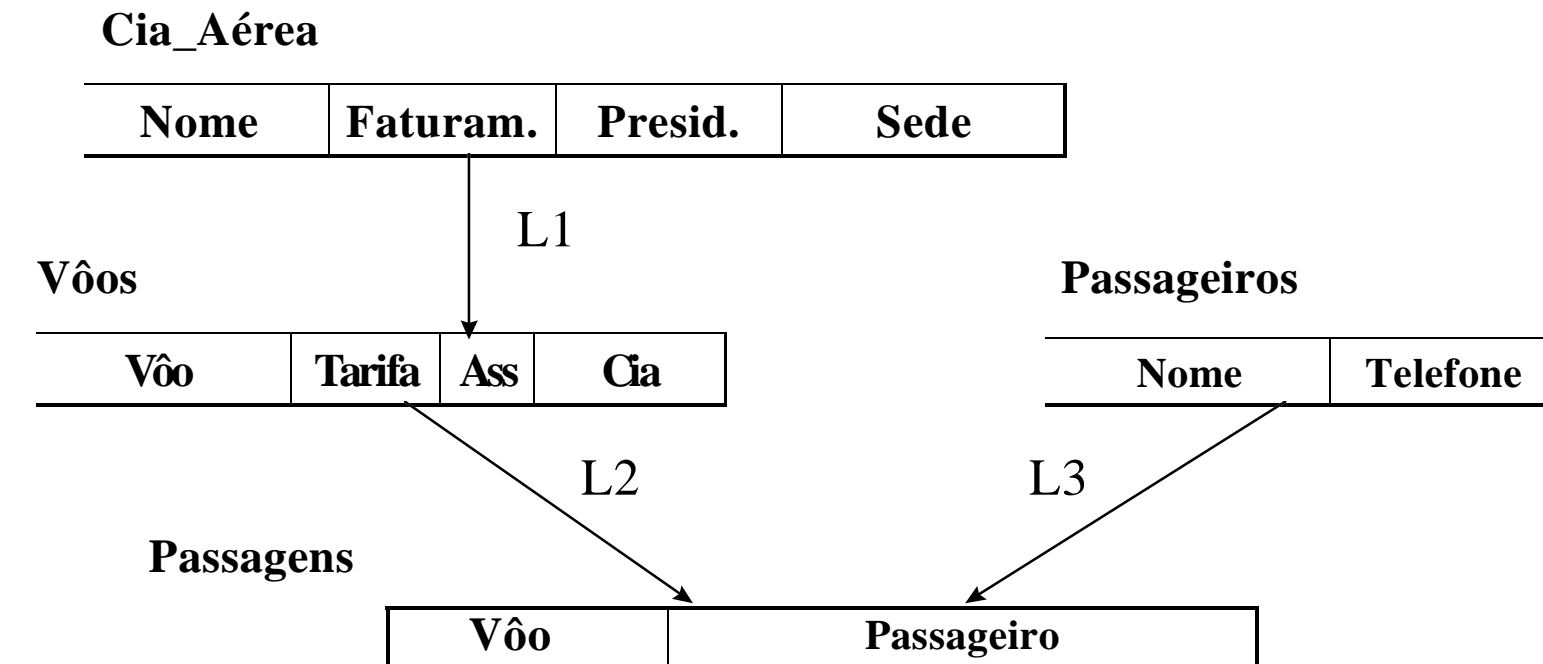 Cia_Aérea
Nome Faturam. Presid. Sede
L1
Vôos Passageiros
Vôo Tarifa Ass Cia Nome Telefone
L2 L3
Passagens
Vôo Passageiro